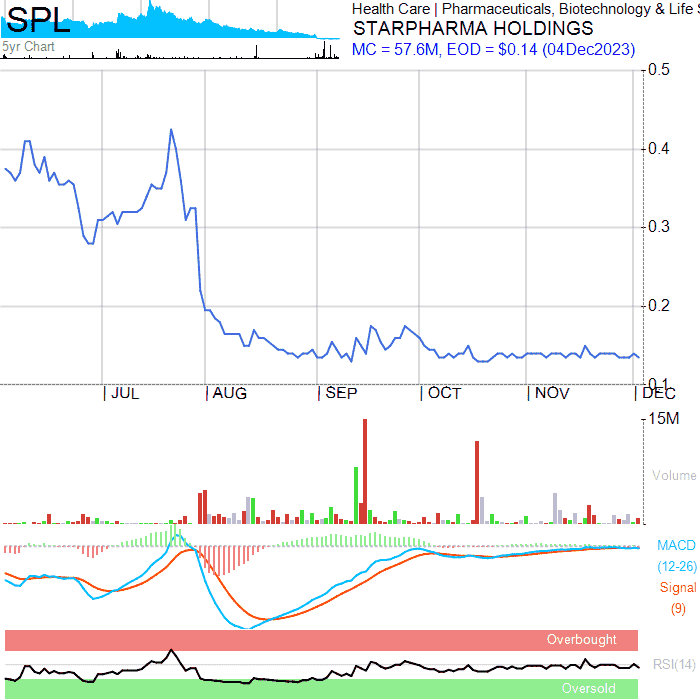 SPL
5yr Chart
Health Care | Pharmaceuticals, Biotechnology & Life S
STARPHARMA HOLDINGS
MC = 57.6M, EOD = $0.14 (04Dec2023)
0.5
0.4
0.3
0.2
0.1
JUL AUG SEP OCT NOV DEC
15M
Volume
MACD
(12-26)
Signal
(9)
Overbought
RSI(14)
Oversold